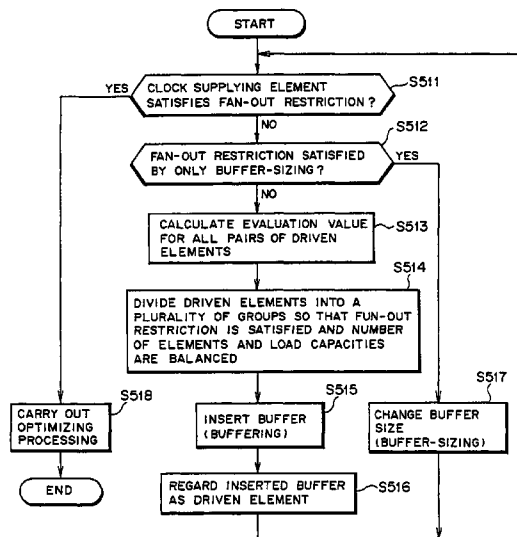 START
YES
CLOCK SUPPLYING ELEMENT
SATISFIES FAN-OUT RESTRICTION?
S511
NO
FAN-OUT RESTRICTION SATISFIED
BY ONLY BUFFER-SIZING?
S512
YES
NO
CALCULATE EVALUATION VALUE
FOR ALL PAIRS OF DRIVEN
ELEMENTS
S513
S514
DIVIDE DRIVEN ELEMENTS INTO A
PLURALITY OF GROUPS SO THAT FUN-OUT
RESTRICTION IS SATISFIED AND NUMBER
OF ELEMENTS AND LOAD CAPACITIES
ARE BALANCED
S518
CARRY OUT
OPTIMIZING
PROCESSING
S515
INSERT BUFFER
(BUFFERING)
S517
CHANGE BUFFER
SIZE
(BUFFER-SIZING)
END
REGARD INSERTED BUFFER
AS DRIVEN ELEMENT
S516